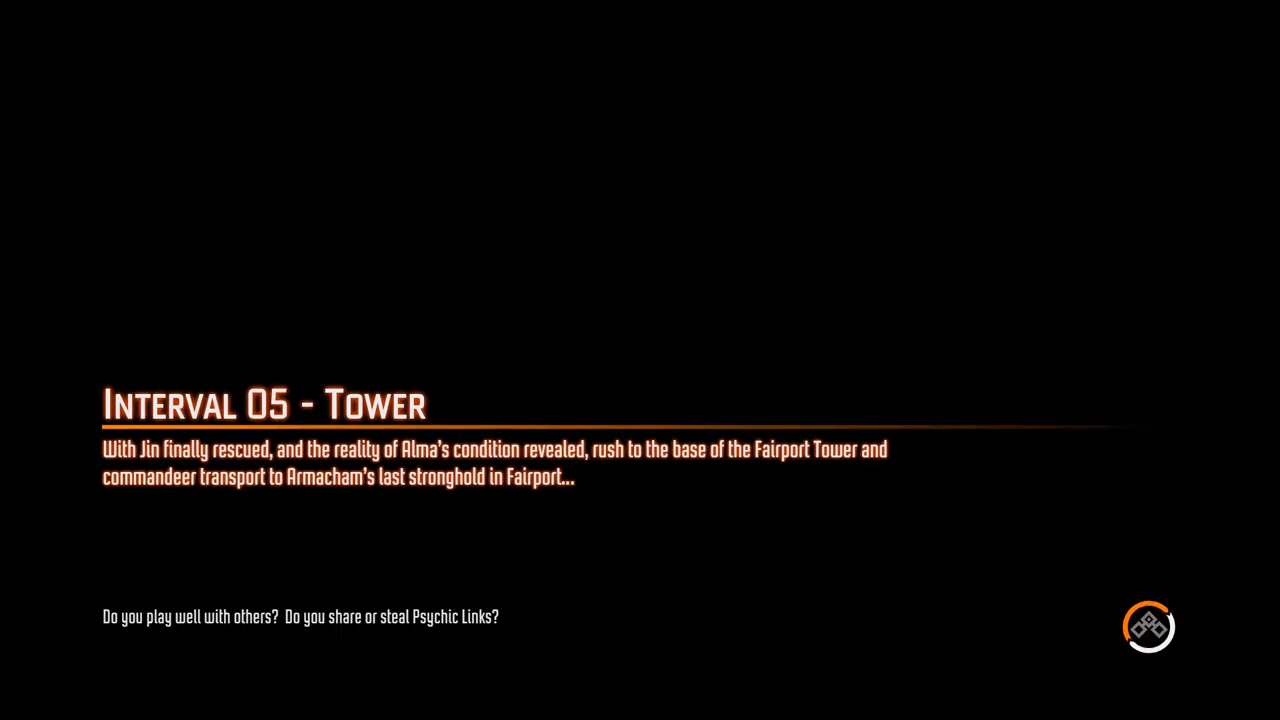 Interval 05 - Tower
With Jin finally rescued, and the reality of Alma's condition revealed, rush to the base of the Fairport Tower and
commandeer transport to Armacham's last stronghold in Fairport...
Do you play well with others?  Do you share or steal Psychic Links?